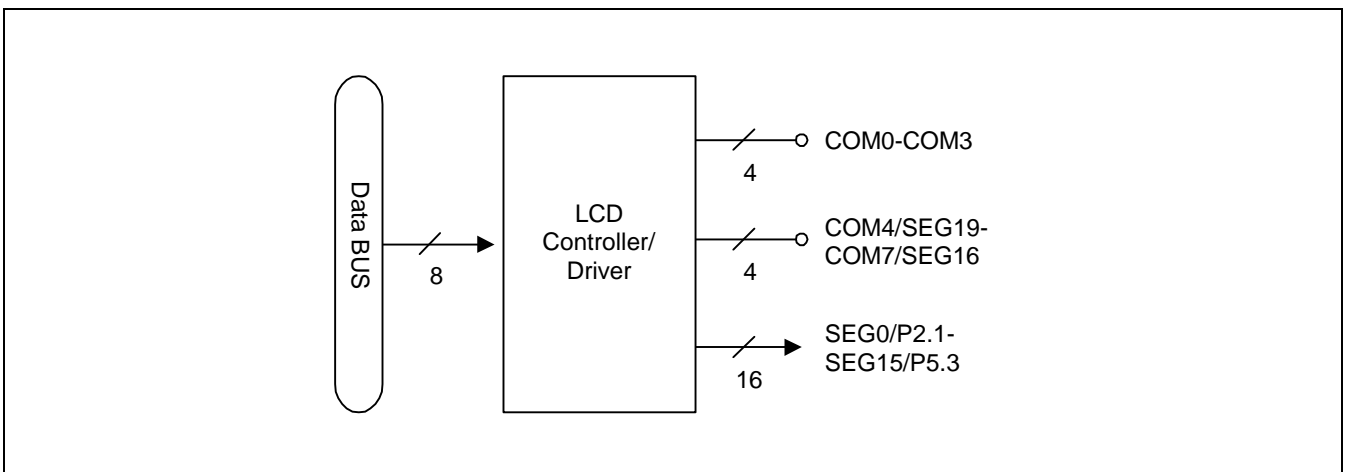 Data BUS
8
LCD
Controller/
Driver
COM0-COM3
4
COM4/SEG19-
COM7/SEG16
4
SEG0/P2.1-
SEG15/P5.3
16